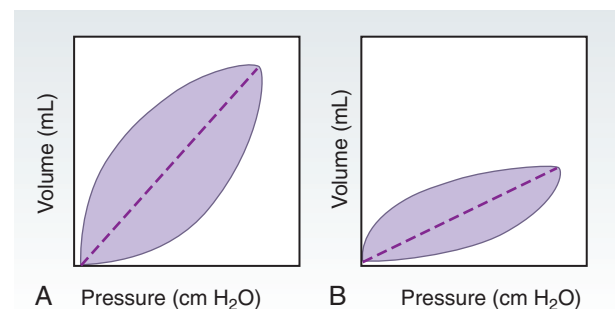 Volume (mL)
A
Pressure (cm H₂O)
Volume (mL)
B
Pressure (cm H₂O)